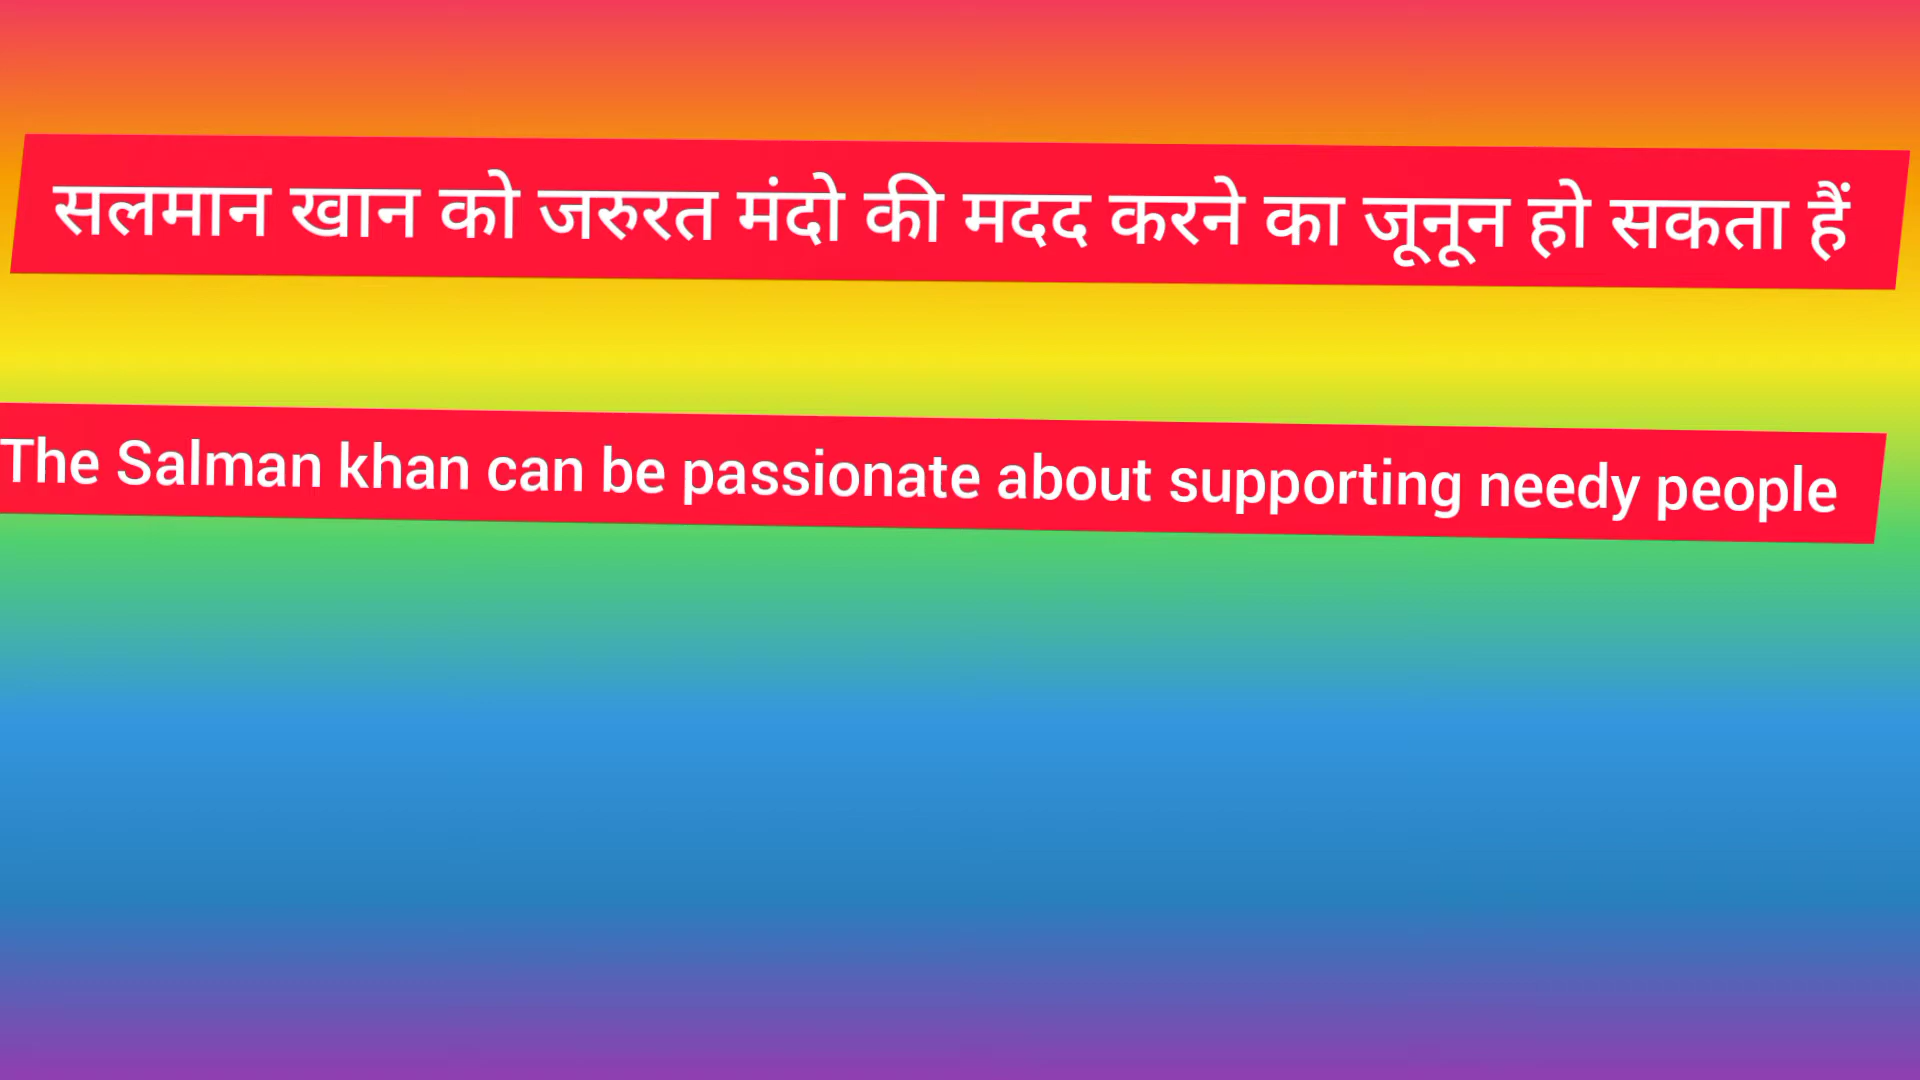 सलमान खान को जरुरत मंदो की मदद करने का जूनून हो सकता हैं
The Salman khan can be passionate about supporting needy people